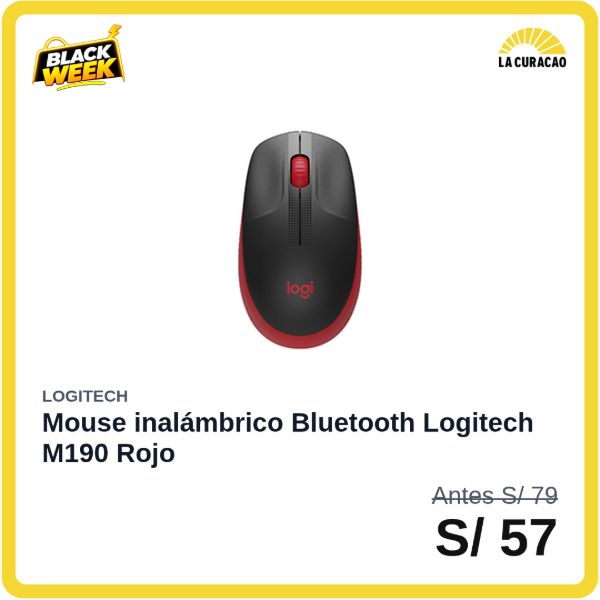 BLACK
WEEK
LA CURACAO
logi
LOGITECH
Mouse inalámbrico Bluetooth Logitech
M190 Rojo
Antes S/ 79
S/ 57